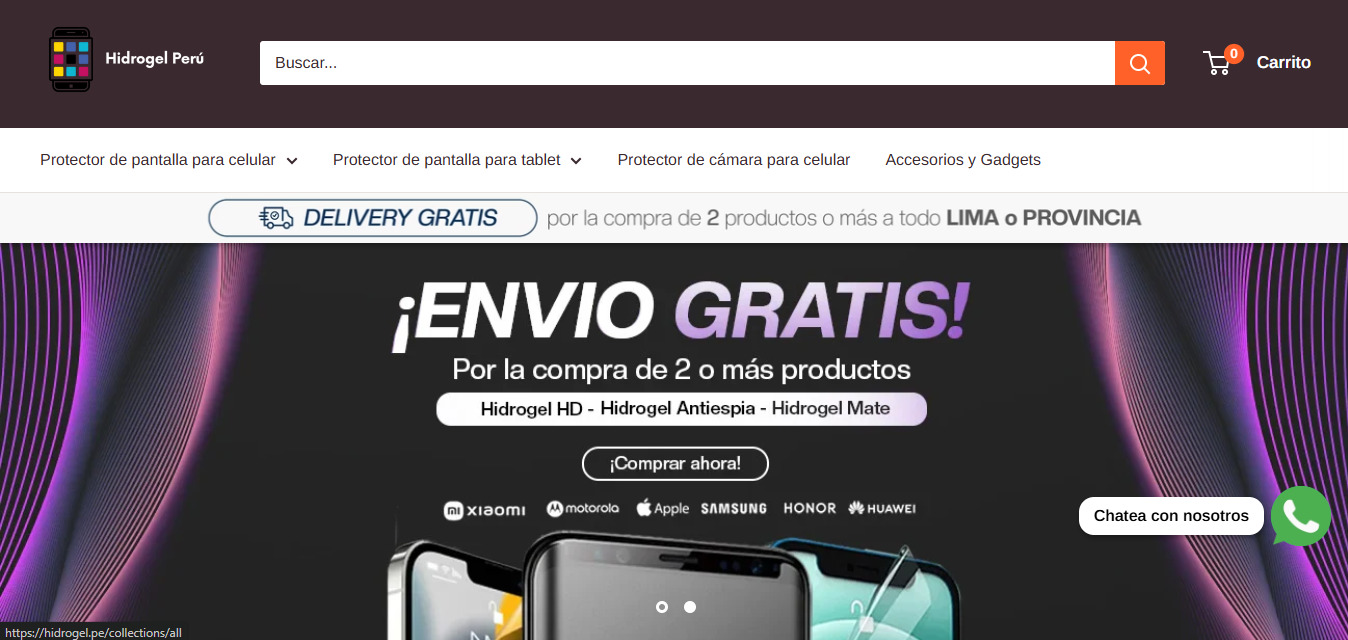 Hidrogel Perú
Buscar...
0
Carrito
Protector de pantalla para celular
Protector de pantalla para tablet
Protector de cámara para celular
Accesorios y Gadgets
DELIVERY GRATIS por la compra de 2 productos o más a todo LIMA o PROVINCIA
¡ENVIO GRATIS!
Por la compra de 2 o más productos
Hidrogel HD - Hidrogel Antiespia - Hidrogel Mate
¡Comprar ahora!
mi xiaomi motorola Apple SAMSUNG HONOR HUAWEI
Chatea con nosotros
https://hidrogel.pe/collections/all